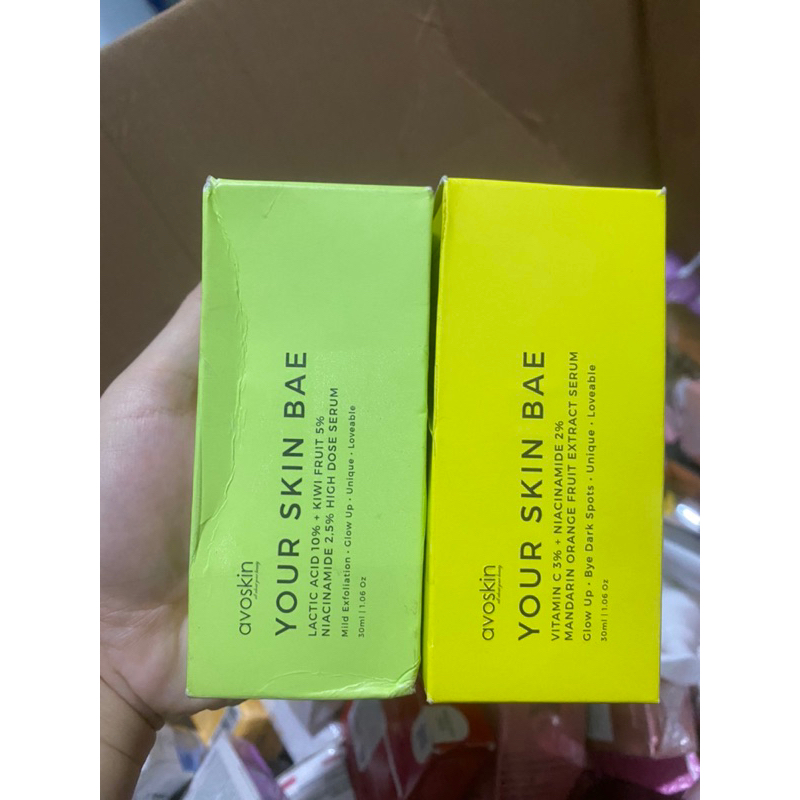 avoskin
YOUR SKIN BAE
LACTIC ACID 10% + KIWI FRUIT 5%
NIACINAMIDE 2.5% HIGH DOSE SERUM
Mild Exfoliation • Glow Up • Unique • Loveable
30ml | 1.06 Oz
avoskin
YOUR SKIN BAE
VITAMIN C 3% + NIACINAMIDE 2%
MANDARIN ORANGE FRUIT EXTRACT SERUM
Glow Up • Bye Dark Spots • Unique • Loveable
30ml | 1.06 Oz